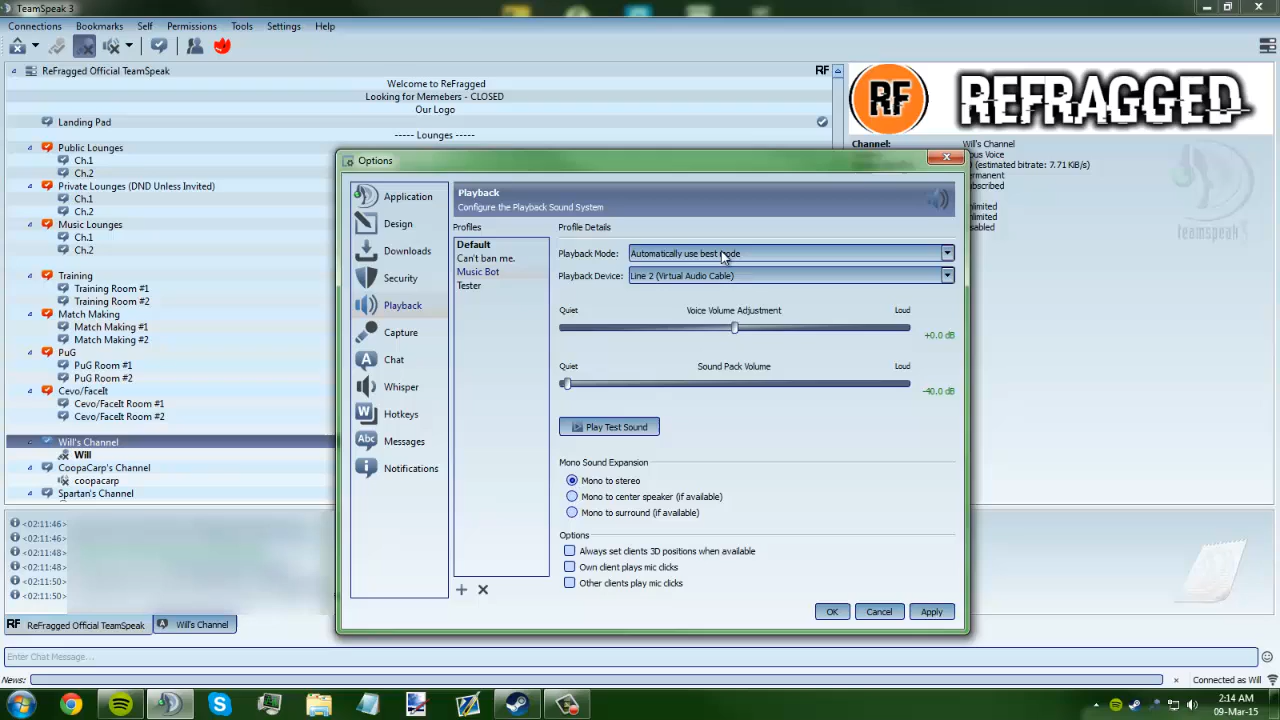 TeamSpeak 3
Connections Bookmarks Self Permissions Tools Settings Help
ReFragged Official TeamSpeak RF
Welcome to ReFragged
Looking for Memebers - CLOSED
Our Logo
Landing Pad
----- Lounges -----
Public Lounges
Ch.1
Ch.2
Private Lounges (DND Unless Invited)
Ch.1
Ch.2
Music Lounges
Ch.1
Ch.2
Training
Training Room #1
Training Room #2
Match Making
Match Making #1
Match Making #2
PuG
PuG Room #1
PuG Room #2
Cevo/FaceIt
Cevo/FaceIt Room #1
Cevo/FaceIt Room #2
Will's Channel
Will
CoopaCarp's Channel
coopacarp
Spartan's Channel
RF REFRAGGED
Channel: Will's Channel
ous Voice
(estimated bitrate: 7.71 KiB/s)
ermanent
ubscribed
nlimited
nlimited
isabled
teamspeak
Options
Application
Design
Downloads
Security
Playback
Capture
Chat
Whisper
Hotkeys
Messages
Notifications
Playback
Configure the Playback Sound System
Profiles
Default
Can't ban me.
Music Bot
Tester
Profile Details
Playback Mode: Automatically use best mode
Playback Device: Line 2 (Virtual Audio Cable)
Quiet Voice Volume Adjustment Loud
+0.0 dB
Quiet Sound Pack Volume Loud
-40.0 dB
Play Test Sound
Mono Sound Expansion
Mono to stereo
Mono to center speaker (if available)
Mono to surround (if available)
Options
Always set clients 3D positions when available
Own client plays mic clicks
Other clients play mic clicks
OK Cancel Apply
<02:11:46>
<02:11:46>
<02:11:48>
<02:11:48>
<02:11:50>
<02:11:50>
RF ReFragged Official TeamSpeak Will's Channel
Enter Chat Message...
News: Connected as Will
2:14 AM
09-Mar-15